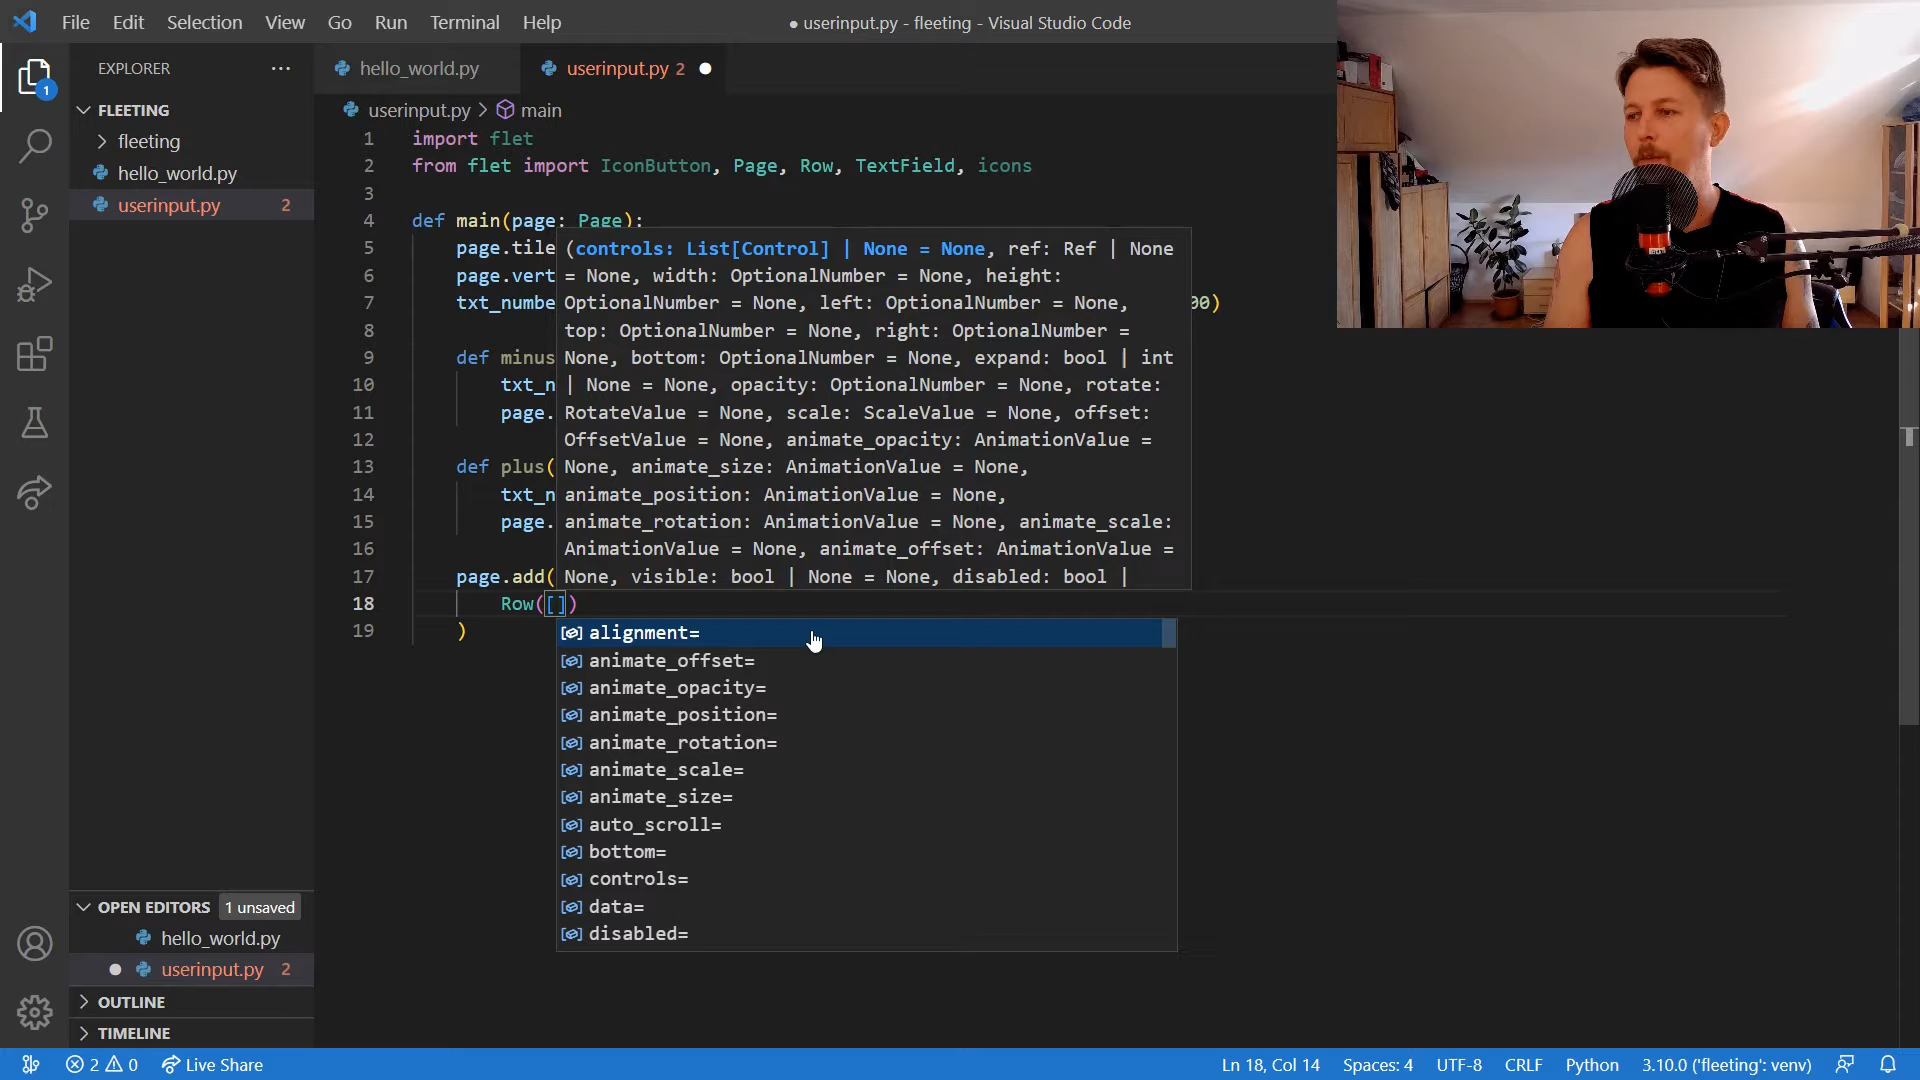 File Edit Selection View Go Run Terminal Help
● userinput.py - fleeting - Visual Studio Code
EXPLORER
FLEETING
fleeting
hello_world.py
userinput.py 2
1
hello_world.py
userinput.py 2
userinput.py > main
1 import flet
2 from flet import IconButton, Page, Row, TextField, icons
3
4 def main(page: Page):
5 page.tile
6 page.vert
7 txt_numbe 00)
8
9 def minus
10 txt_n
11 page.
12
13 def plus(
14 txt_n
15 page.
16
17 page.add(
18 Row([])
19 )
(controls: List[Control] | None = None, ref: Ref | None
= None, width: OptionalNumber = None, height:
OptionalNumber = None, left: OptionalNumber = None,
top: OptionalNumber = None, right: OptionalNumber =
None, bottom: OptionalNumber = None, expand: bool | int
| None = None, opacity: OptionalNumber = None, rotate:
RotateValue = None, scale: ScaleValue = None, offset:
OffsetValue = None, animate_opacity: AnimationValue =
None, animate_size: AnimationValue = None,
animate_position: AnimationValue = None,
animate_rotation: AnimationValue = None, animate_scale:
AnimationValue = None, animate_offset: AnimationValue =
None, visible: bool | None = None, disabled: bool |
alignment=
animate_offset=
animate_opacity=
animate_position=
animate_rotation=
animate_scale=
animate_size=
auto_scroll=
bottom=
controls=
data=
disabled=
OPEN EDITORS 1 unsaved
hello_world.py
userinput.py 2
OUTLINE
TIMELINE
2 0 Live Share
Ln 18, Col 14 Spaces: 4 UTF-8 CRLF Python 3.10.0 ('fleeting': venv)